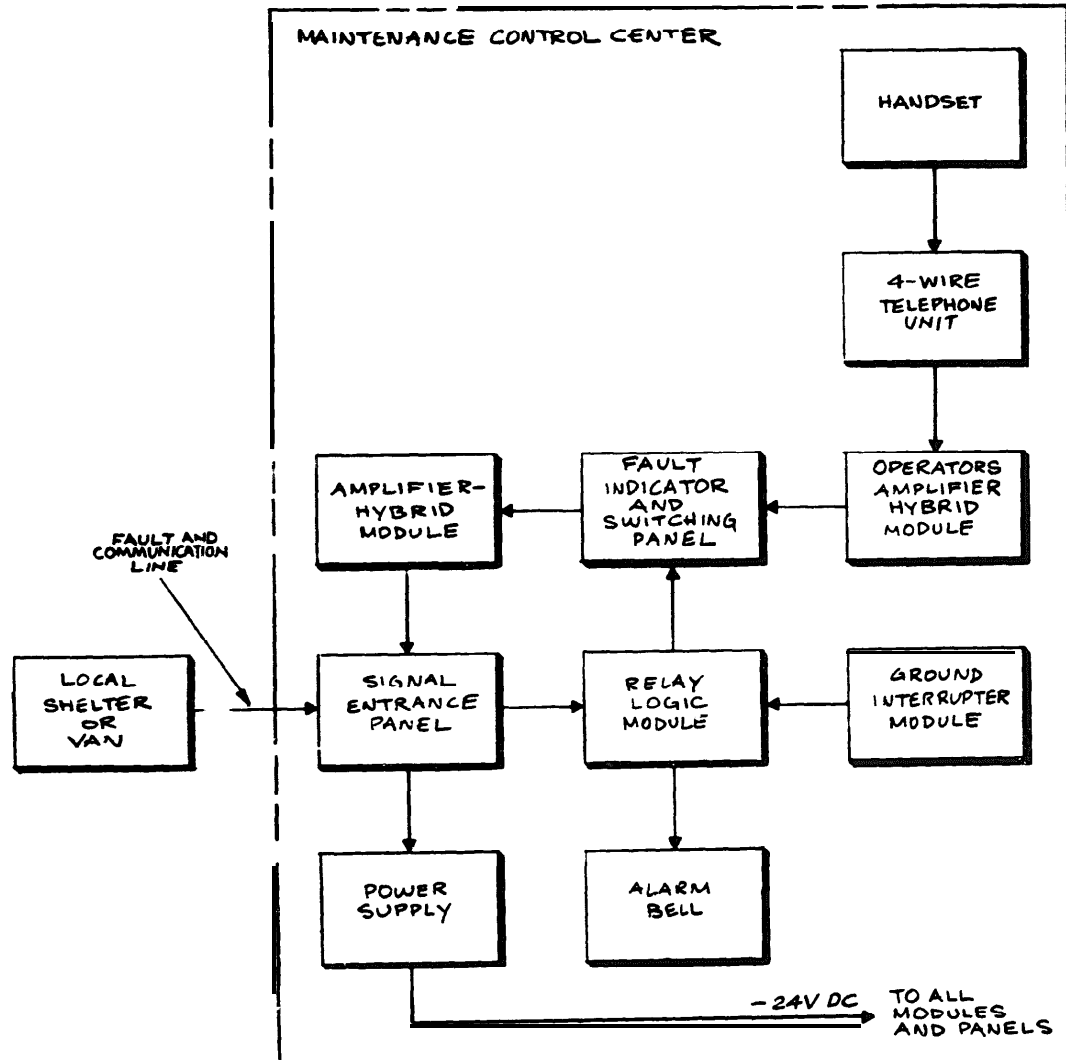 MAINTENANCE CONTROL CENTER
HANDSET
4-WIRE
TELEPHONE
UNIT
OPERATORS
AMPLIFIER
HYBRID
MODULE
FAULT
INDICATOR
AND
SWITCHING
PANEL
AMPLIFIER-
HYBRID
MODULE
FAULT AND
COMMUNICATION
LINE
LOCAL
SHELTER
OR
VAN
SIGNAL
ENTRANCE
PANEL
RELAY
LOGIC
MODULE
GROUND
INTERRUPTER
MODULE
POWER
SUPPLY
ALARM
BELL
-24V DC
TO ALL
MODULES
AND PANELS